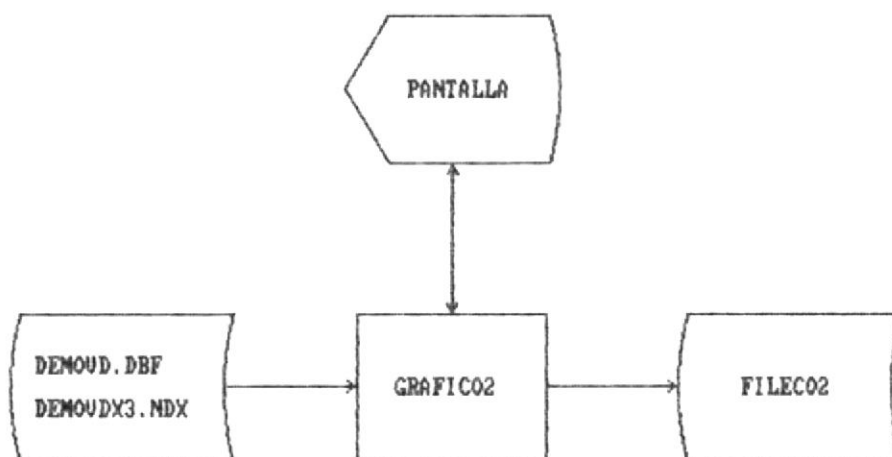 PANTALLA
DEMOVD.DBF
DEMOVDX3.NDX
GRAFICO2
FILECO2